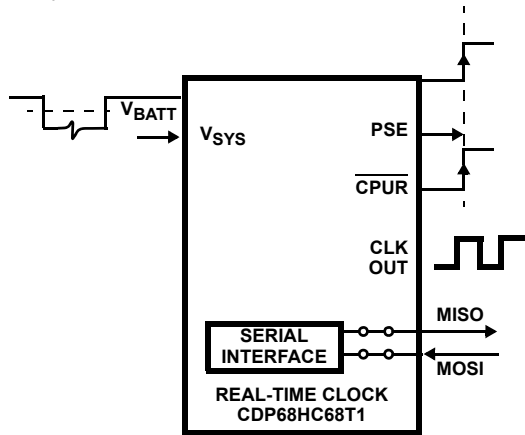 VBATT
VSYS
PSE
CPUR
CLK
OUT
MISO
SERIAL
INTERFACE
MOSI
REAL-TIME CLOCK
CDP68HC68T1